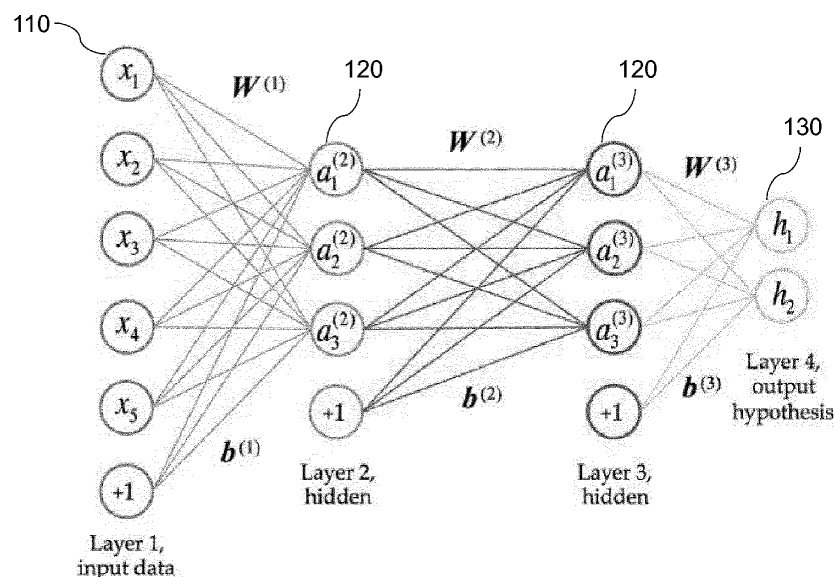 110
x₁
x₂
x₃
x₄
x₅
+1
Layer 1,
input data
W⁽¹⁾
b⁽¹⁾
120
a₁⁽²⁾
a₂⁽²⁾
a₃⁽²⁾
+1
Layer 2,
hidden
W⁽²⁾
b⁽²⁾
120
a₁⁽³⁾
a₂⁽³⁾
a₃⁽³⁾
+1
Layer 3,
hidden
W⁽³⁾
b⁽³⁾
130
h₁
h₂
Layer 4,
output
hypothesis